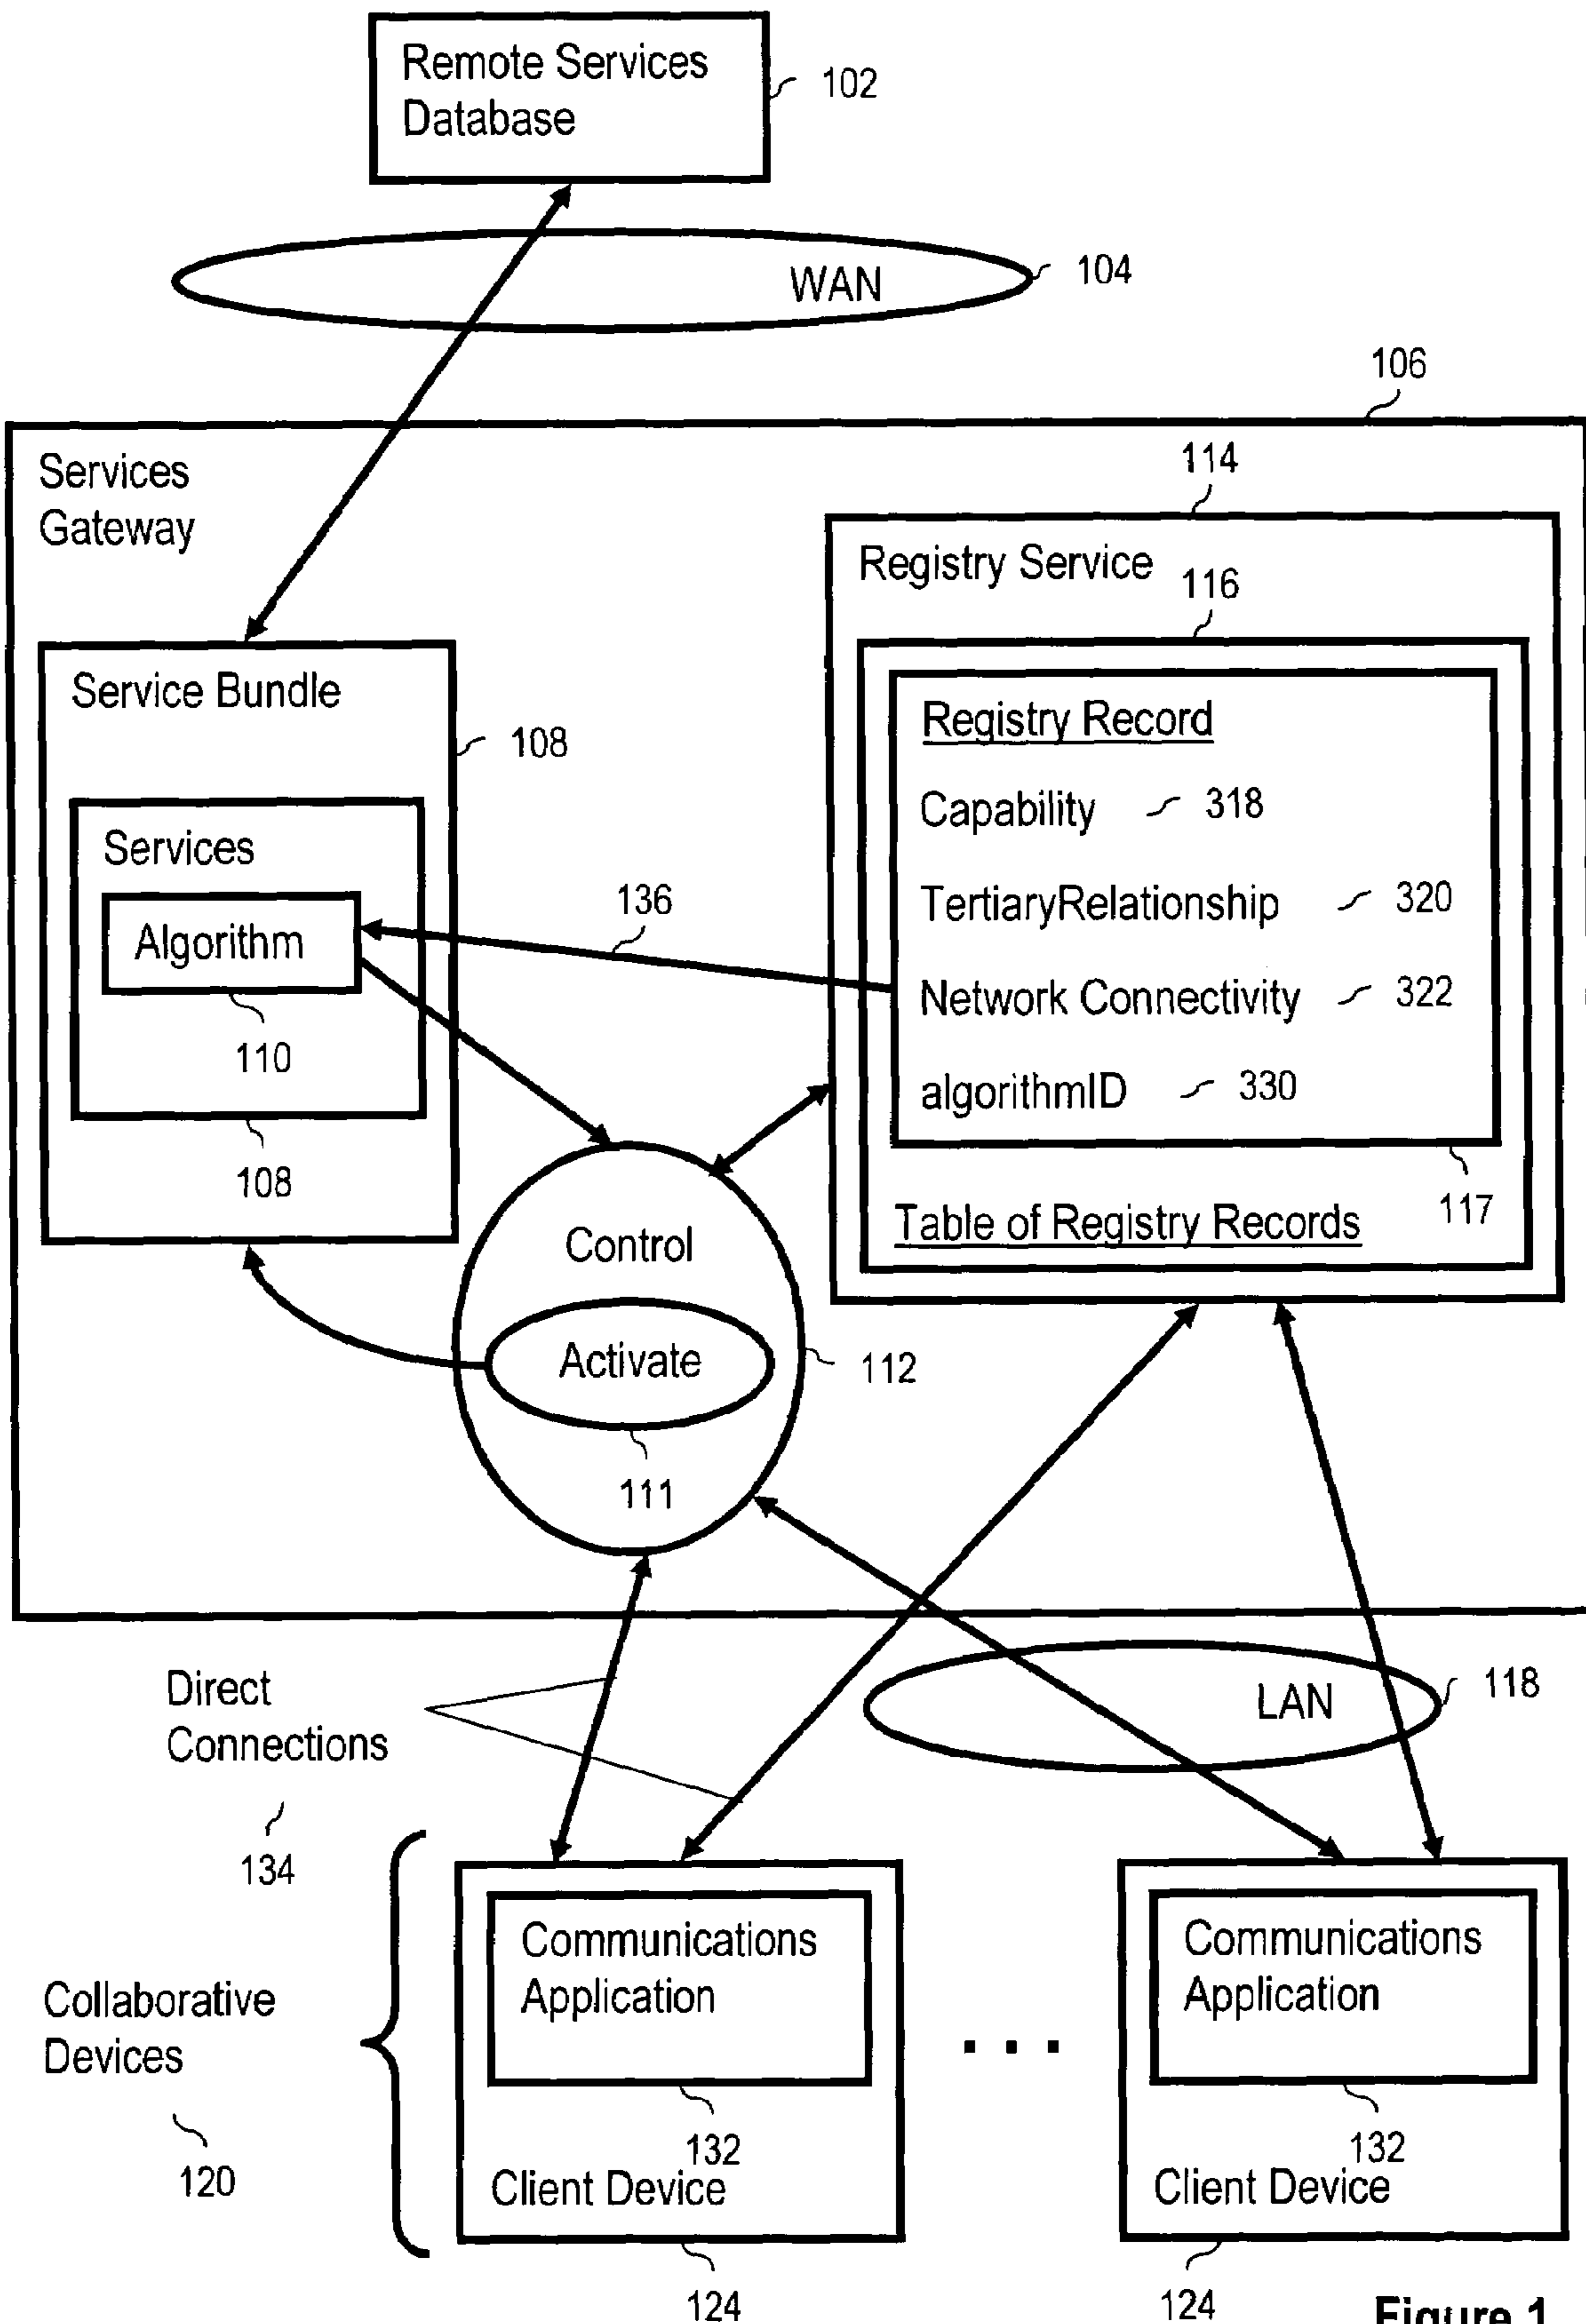 Remote Services
Database
102
WAN
104
106
Services
Gateway
114
Registry Service
116
Service Bundle
108
Registry Record
Capability
318
Services
TertiaryRelationship
320
136
Algorithm
Network Connectivity
322
110
algorithmID
330
108
117
Table of Registry Records
Control
Activate
112
111
Direct
Connections
134
LAN
118
Collaborative
Devices
120
Communications
Application
132
Client Device
124
. . .
Communications
Application
132
Client Device
124
Figure 1